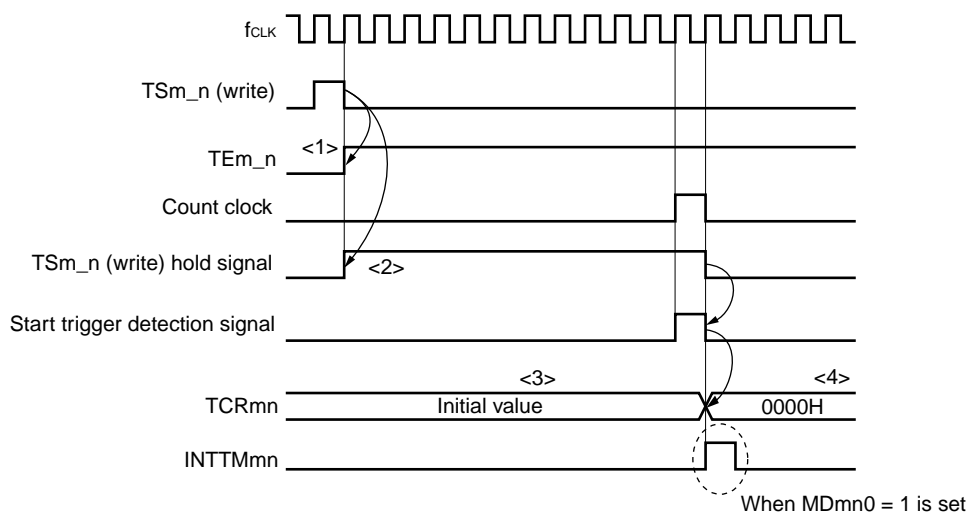 fCLK
TSm_n (write)
<1>
TEm_n
Count clock
TSm_n (write) hold signal
<2>
Start trigger detection signal
<3>
<4>
TCRmn
Initial value
0000H
INTTMmn
When MDmn0 = 1 is set